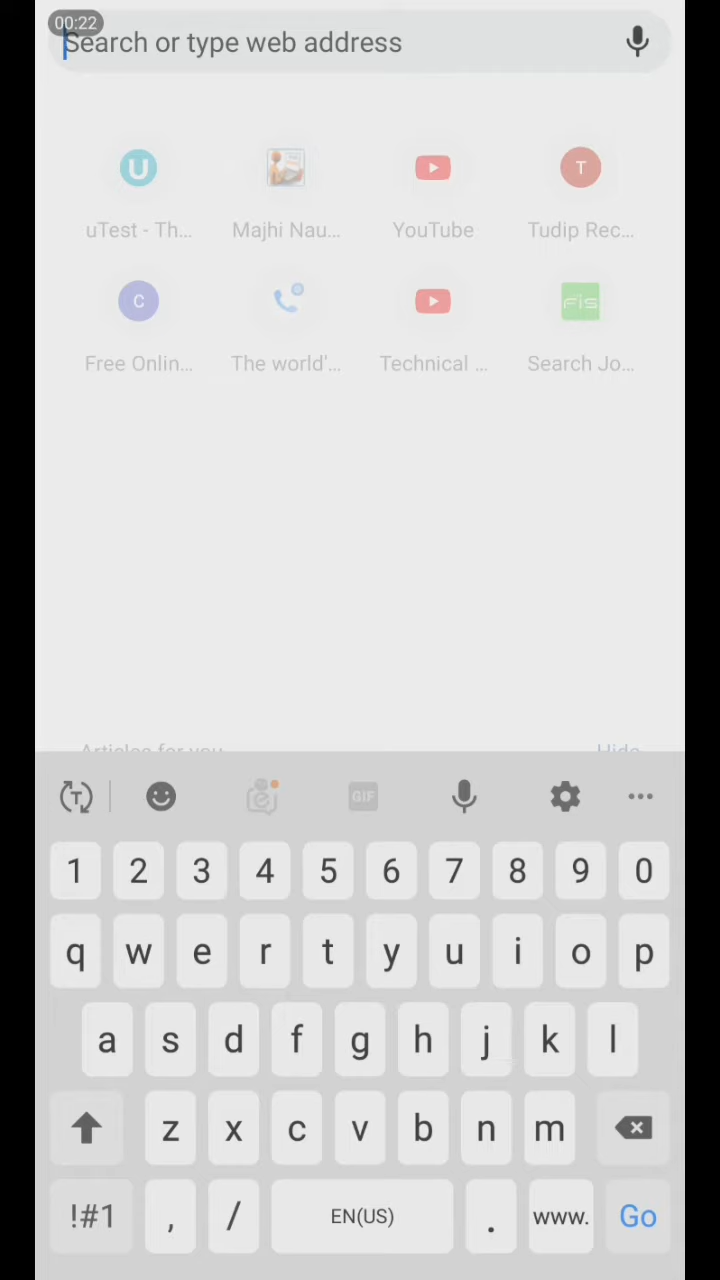 00:22
Search or type web address
U
T
uTest - Th...
Majhi Nau...
YouTube
Tudip Rec...
C
FIS
Free Onlin...
The world'...
Technical ...
Search Jo...
Articles for you
Hide
T
GIF
...
1 2 3 4 5 6 7 8 9 0
q w e r t y u i o p
a s d f g h j k l
z x c v b n m
!#1 , / EN(US) . www. Go